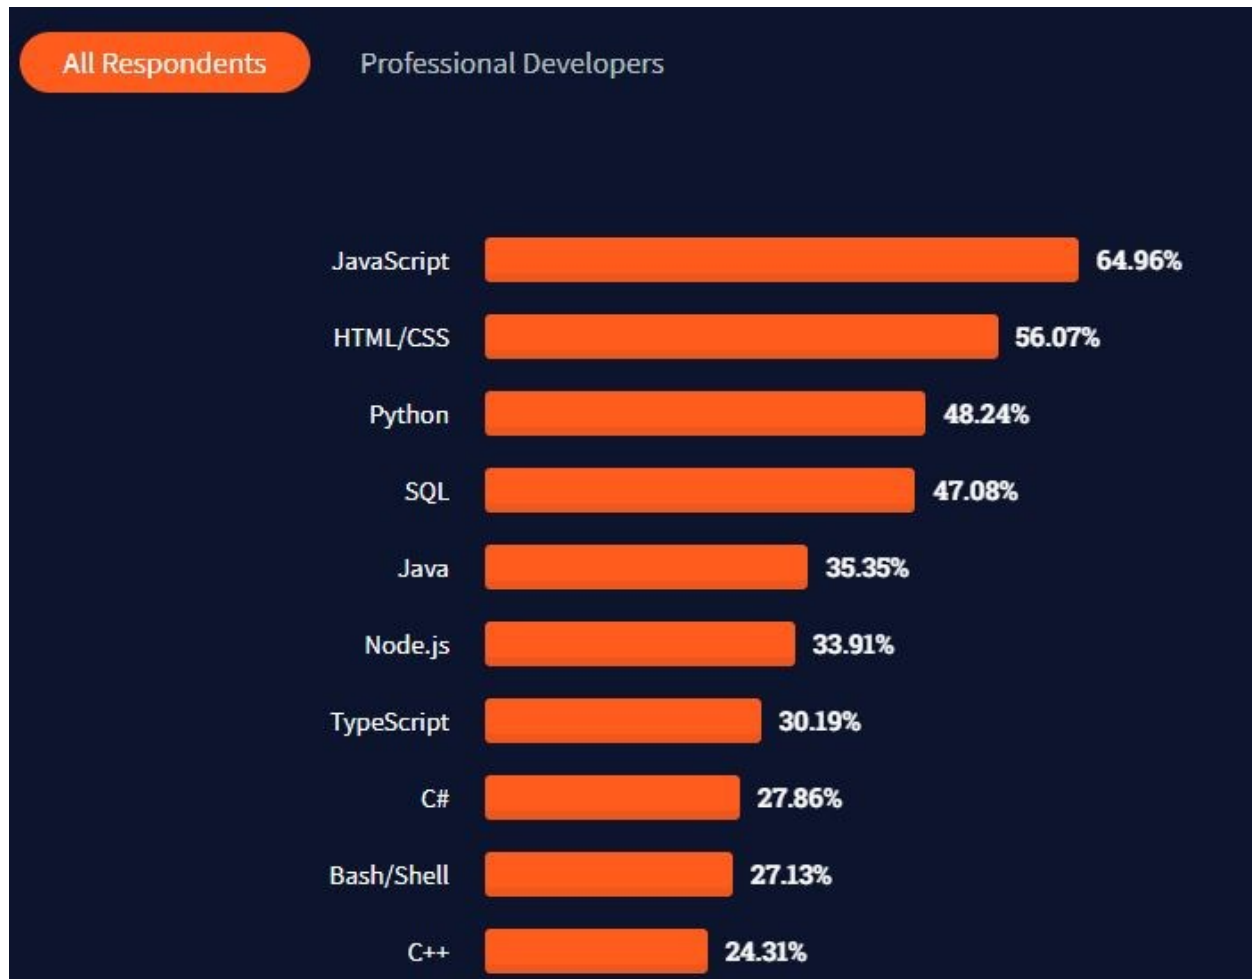 All Respondents Professional Developers
JavaScript 64.96%
HTML/CSS 56.07%
Python 48.24%
SQL 47.08%
Java 35.35%
Node.js 33.91%
TypeScript 30.19%
C# 27.86%
Bash/Shell 27.13%
C++ 24.31%